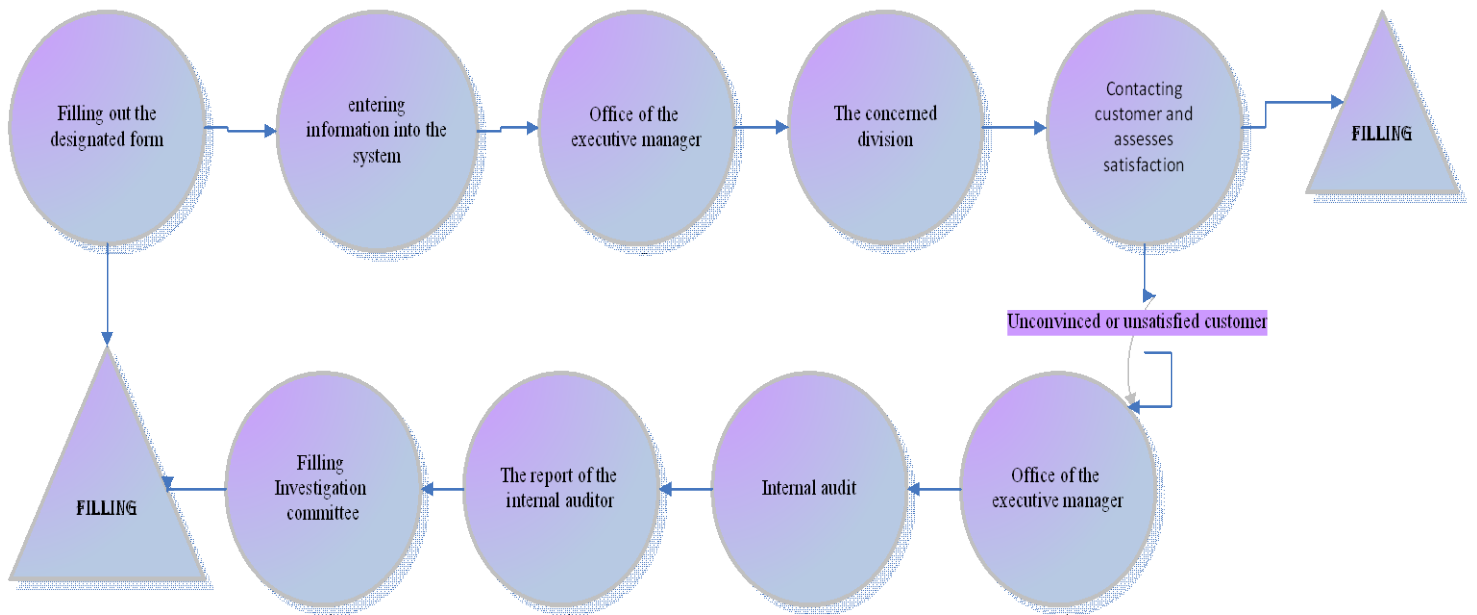 Filling out the
designated form
entering
information into the
system
Office of the
executive manager
The concerned
division
Contacting
customer and
assesses
satisfaction
FILLING
Unconvinced or unsatisfied customer
FILLING
Filling
Investigation
committee
The report of the
internal auditor
Internal audit
Office of the
executive manager